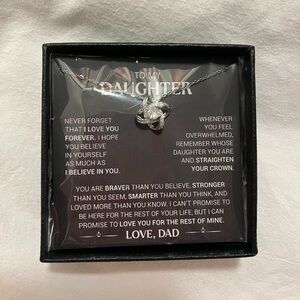 TO MY
DAUGHTER
NEVER FORGET
THAT I LOVE YOU
FOREVER. I HOPE
YOU BELIEVE
IN YOURSELF
AS MUCH AS
I BELIEVE IN YOU.
WHENEVER
YOU FEEL
OVERWHELMED,
REMEMBER WHOSE
DAUGHTER YOU ARE
AND STRAIGHTEN
YOUR CROWN.
YOU ARE BRAVER THAN YOU BELIEVE, STRONGER
THAN YOU SEEM, SMARTER THAN YOU THINK, AND
LOVED MORE THAN YOU KNOW. I CAN'T PROMISE TO
BE HERE FOR THE REST OF YOUR LIFE, BUT I CAN
PROMISE TO LOVE YOU FOR THE REST OF MINE.
LOVE, DAD